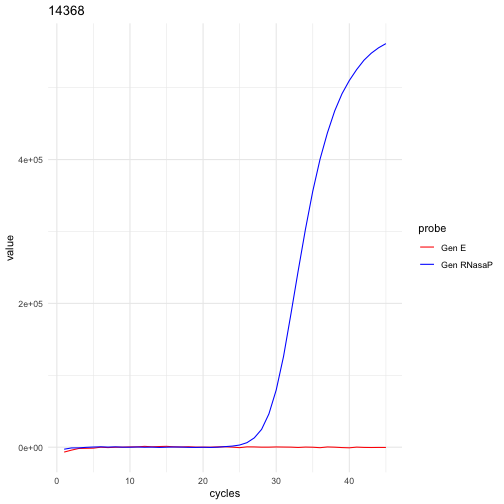 14368
value
4e+05
2e+05
0e+00
0
10
20
30
40
cycles
probe
Gen E
Gen RNasaP